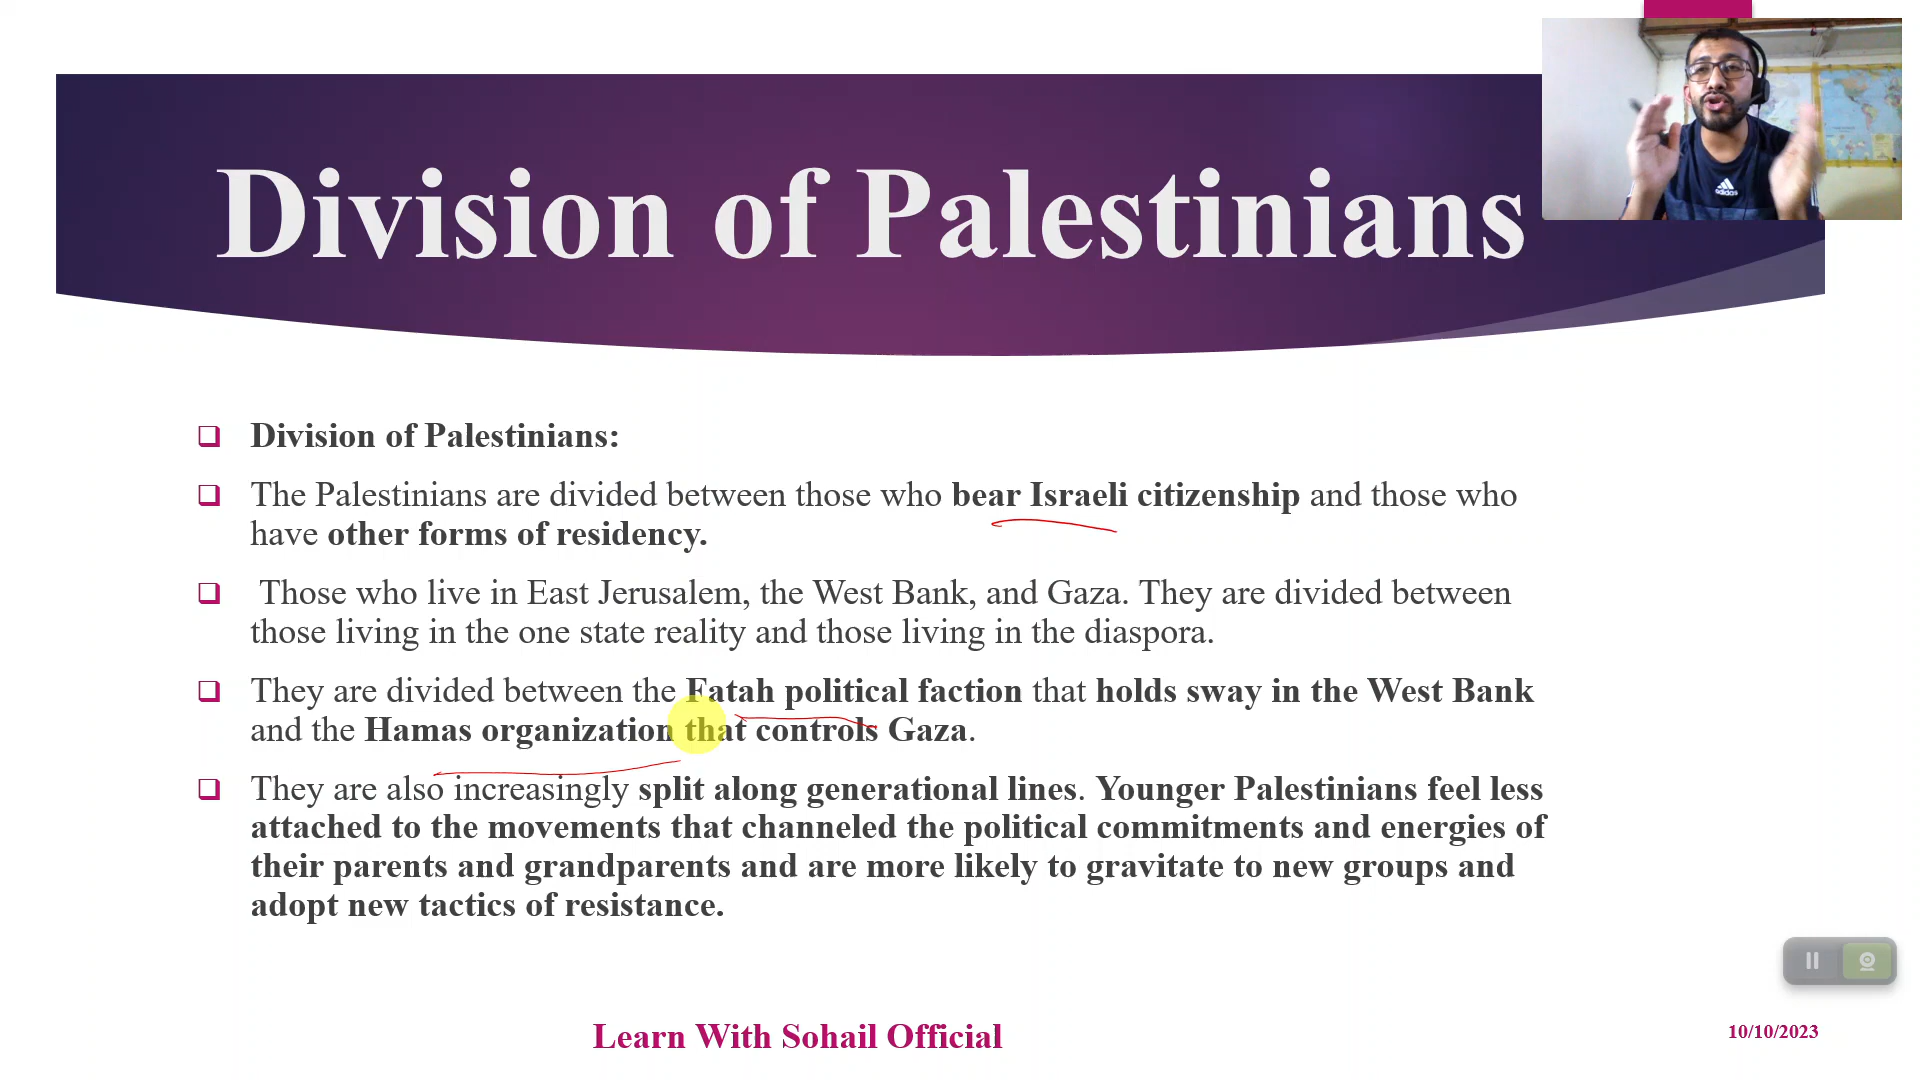 Division of Palestinians
adidas
Division of Palestinians:
The Palestinians are divided between those who bear Israeli citizenship and those who
have other forms of residency.
Those who live in East Jerusalem, the West Bank, and Gaza. They are divided between
those living in the one state reality and those living in the diaspora.
They are divided between the Fatah political faction that holds sway in the West Bank
and the Hamas organization that controls Gaza.
They are also increasingly split along generational lines. Younger Palestinians feel less
attached to the movements that channeled the political commitments and energies of
their parents and grandparents and are more likely to gravitate to new groups and
adopt new tactics of resistance.
Learn With Sohail Official
10/10/2023